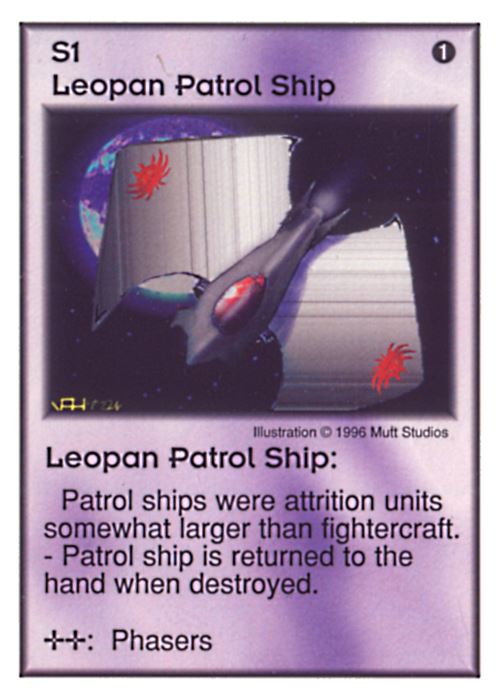 S1
1
Leopan Patrol Ship
Illustration © 1996 Mutt Studios
Leopan Patrol Ship:
Patrol ships were attrition units
somewhat larger than fightercraft.
- Patrol ship is returned to the
hand when destroyed.
✛✛: Phasers